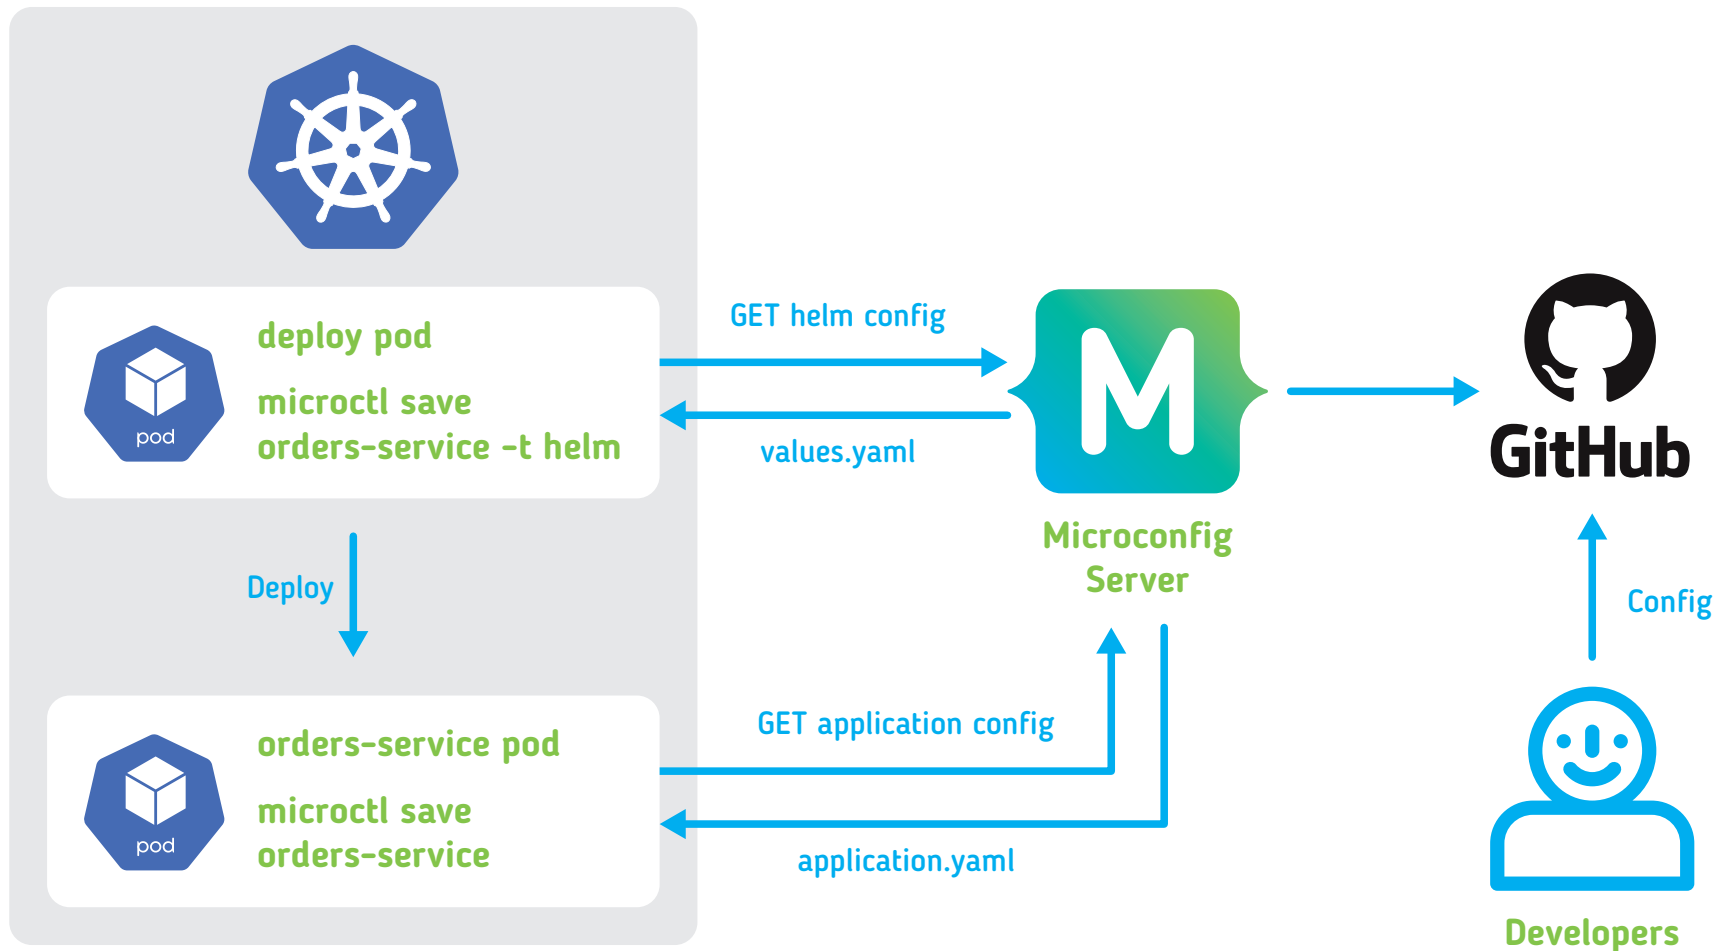 deploy pod
microctl save
orders-service -t helm
pod
GET helm config
values.yaml
M
Microconfig
Server
GitHub
Deploy
Config
orders-service pod
microctl save
orders-service
pod
GET application config
application.yaml
Developers